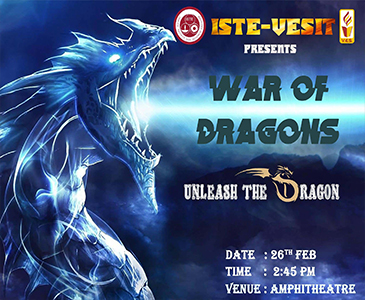 ISTE-VESIT
PRESENTS
WAR OF
DRAGONS
UNLEASH THE DRAGON
DATE : 26TH FEB
TIME : 2:45 PM
VENUE : AMPHITHEATRE